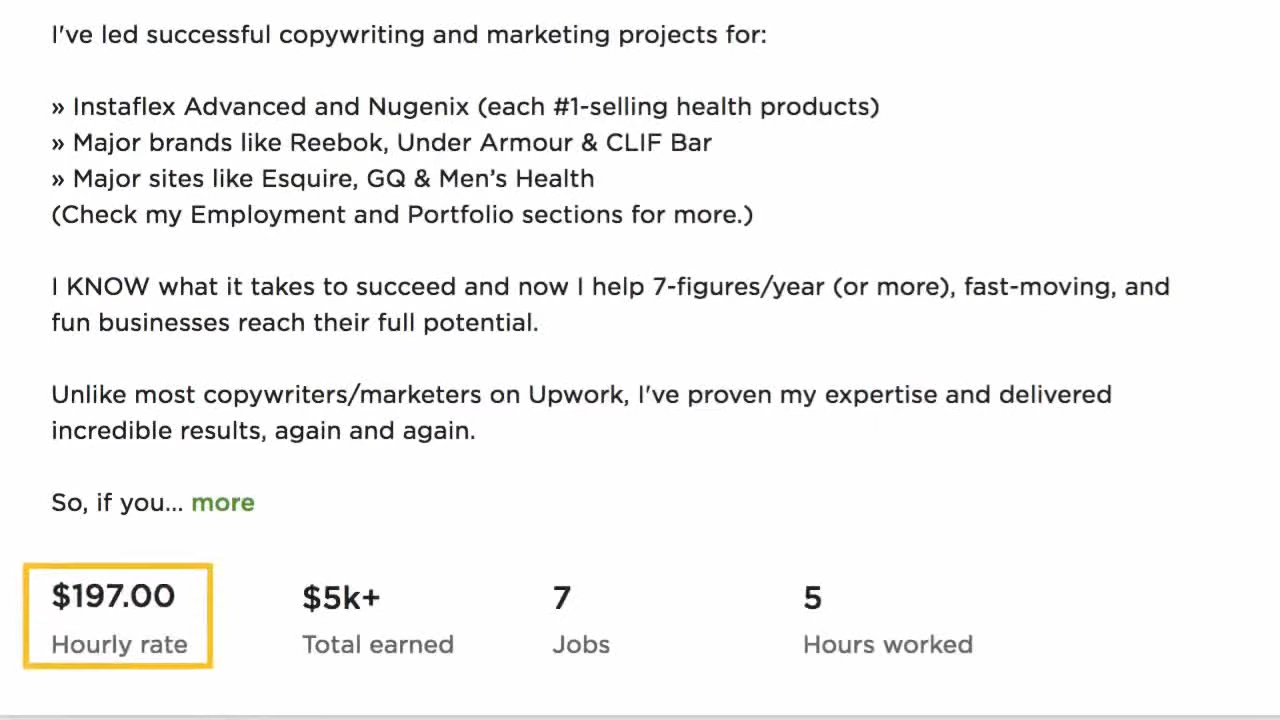 I've led successful copywriting and marketing projects for:
» Instaflex Advanced and Nugenix (each #1-selling health products)
» Major brands like Reebok, Under Armour & CLIF Bar
» Major sites like Esquire, GQ & Men’s Health
(Check my Employment and Portfolio sections for more.)
I KNOW what it takes to succeed and now I help 7-figures/year (or more), fast-moving, and
fun businesses reach their full potential.
Unlike most copywriters/marketers on Upwork, I've proven my expertise and delivered
incredible results, again and again.
So, if you... more
$197.00 $5k+ 7 5
Hourly rate Total earned Jobs Hours worked